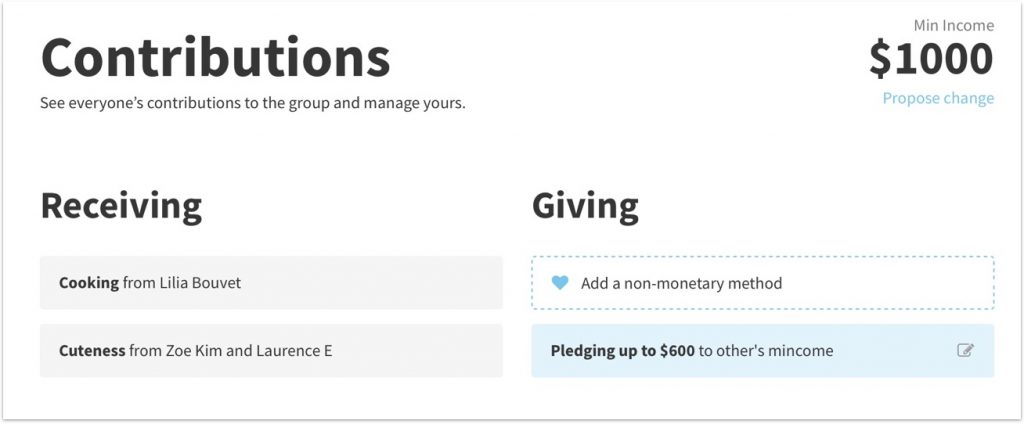 Contributions
See everyone’s contributions to the group and manage yours.
Min Income
$1000
Propose change
Receiving
Cooking from Lilia Bouvet
Cuteness from Zoe Kim and Laurence E
Giving
Add a non-monetary method
Pledging up to $600 to other's mincome